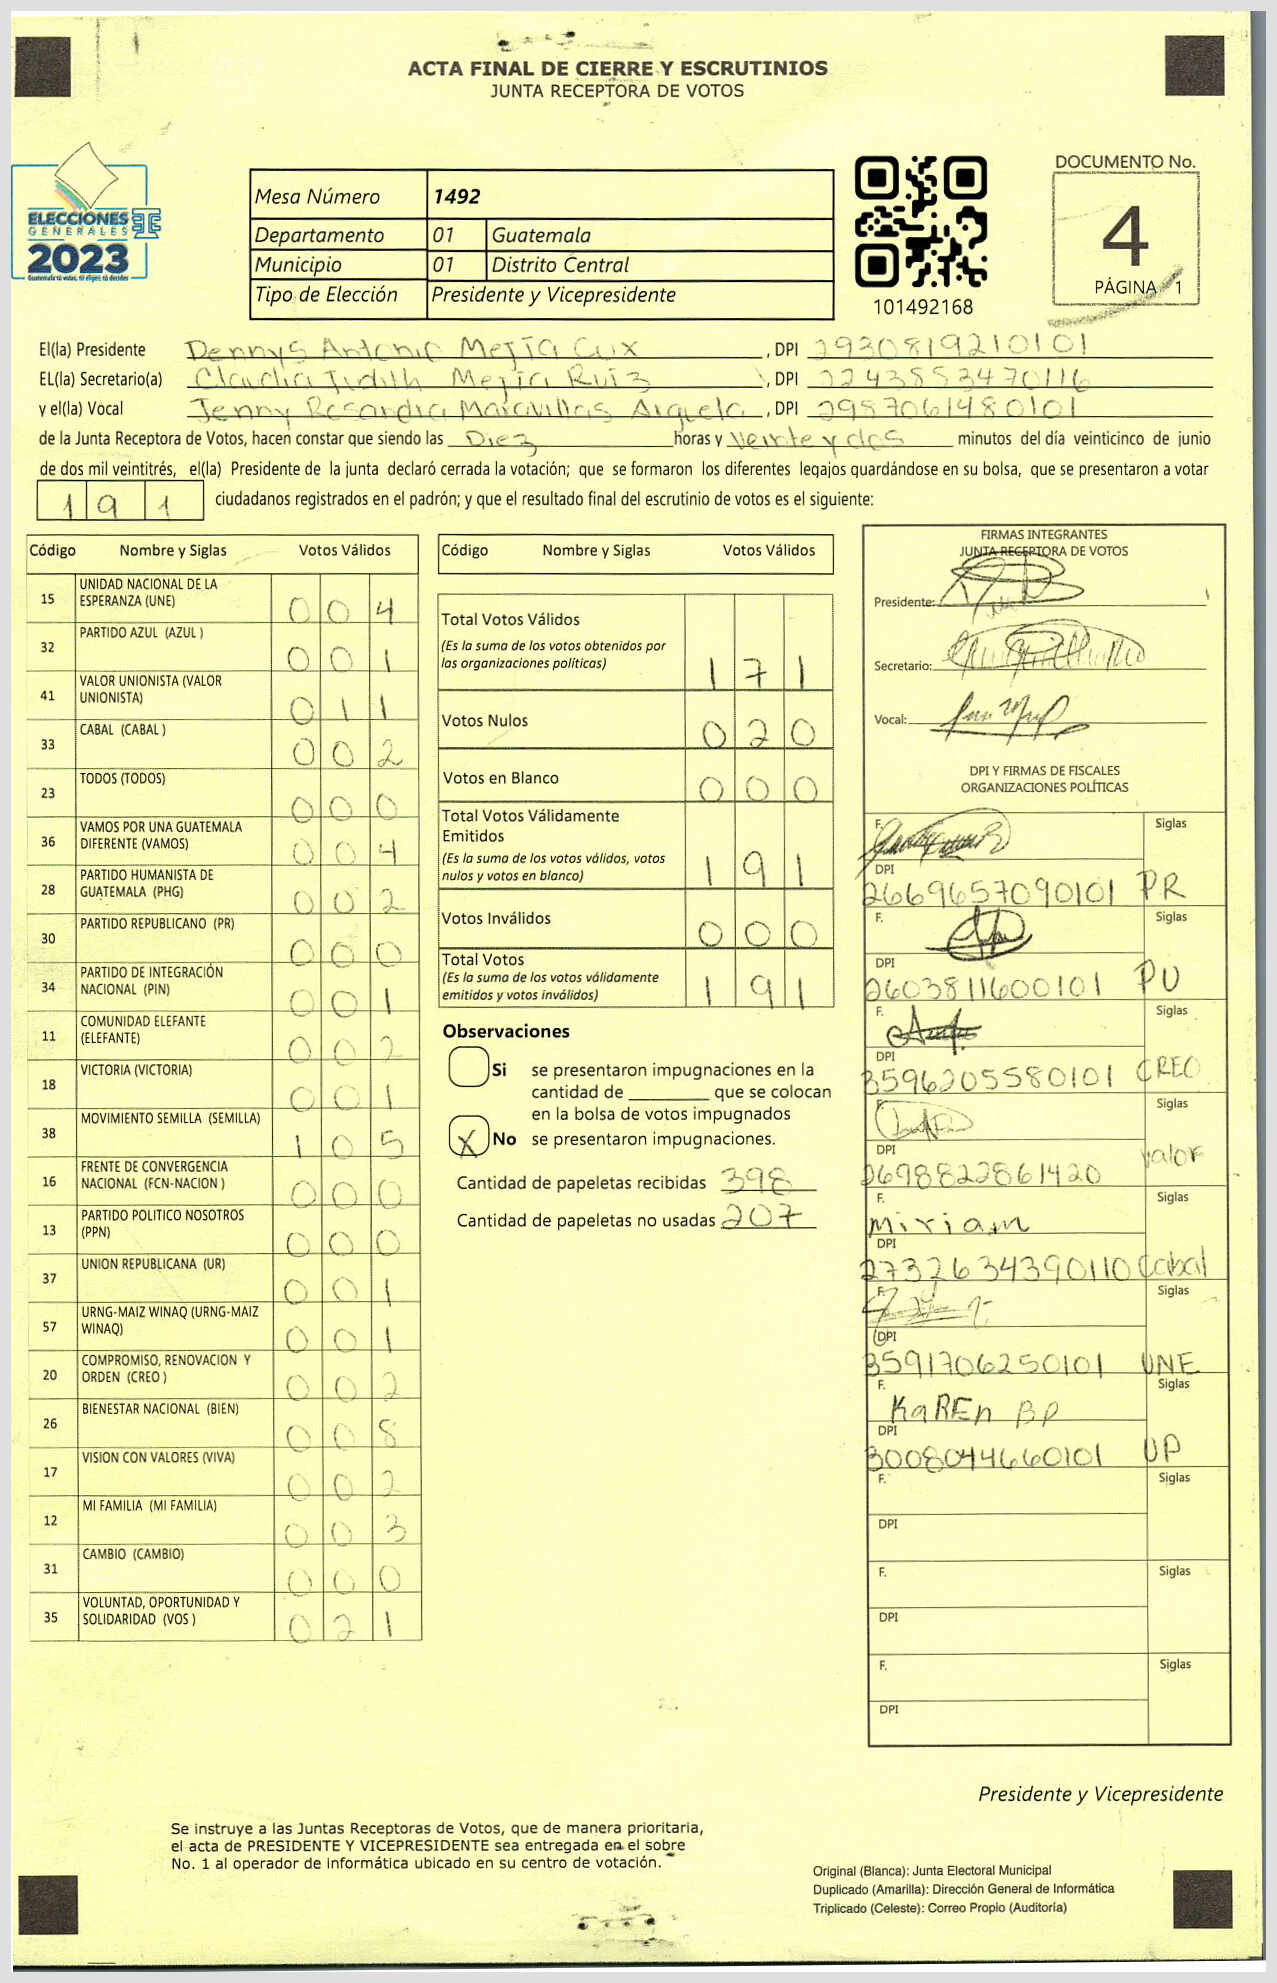 ACTA FINAL DE CIERRE Y ESCRUTINIOS
JUNTA RECEPTORA DE VOTOS
ELECCIONES
GENERALES
2023
Guatemala tú votas, tú eliges, tú decides
Mesa Número 1492
Departamento 01 Guatemala
Municipio 01 Distrito Central
Tipo de Elección Presidente y Vicepresidente
101492168
DOCUMENTO No.
4
PÁGINA 1
El(la) Presidente Dennys Antonio Mejía Cux, DPI 2930819210101
EL(la) Secretario(a) Claudia Judith Mejía Ruiz, DPI 2243853470116
y el(la) Vocal Jenny Rosandra Maravillas, DPI 2957061480101
de la Junta Receptora de Votos, hacen constar que siendo las Diez horas y veinte y dos minutos del día veinticinco de junio
de dos mil veintitrés, el(la) Presidente de la junta declaró cerrada la votación; que se formaron los diferentes legajos guardándose en su bolsa, que se presentaron a votar
191 ciudadanos registrados en el padrón; y que el resultado final del escrutinio de votos es el siguiente:
Código Nombre y Siglas Votos Válidos
15 UNIDAD NACIONAL DE LA ESPERANZA (UNE) 0 0 4
32 PARTIDO AZUL (AZUL ) 0 0 1
41 VALOR UNIONISTA (VALOR UNIONISTA) 0 1 1
33 CABAL (CABAL ) 0 0 2
23 TODOS (TODOS) 0 0 0
36 VAMOS POR UNA GUATEMALA DIFERENTE (VAMOS) 0 0 4
28 PARTIDO HUMANISTA DE GUATEMALA (PHG) 0 0 2
30 PARTIDO REPUBLICANO (PR) 0 0 0
34 PARTIDO DE INTEGRACIÓN NACIONAL (PIN) 0 0 1
11 COMUNIDAD ELEFANTE (ELEFANTE) 0 0 2
18 VICTORIA (VICTORIA) 0 0 1
38 MOVIMIENTO SEMILLA (SEMILLA) 1 0 5
16 FRENTE DE CONVERGENCIA NACIONAL (FCN-NACION ) 0 0 0
13 PARTIDO POLITICO NOSOTROS (PPN) 0 0 0
37 UNION REPUBLICANA (UR) 0 0 1
57 URNG-MAIZ WINAQ (URNG-MAIZ WINAQ) 0 0 1
20 COMPROMISO, RENOVACION Y ORDEN (CREO ) 0 0 2
26 BIENESTAR NACIONAL (BIEN) 0 0 8
17 VISION CON VALORES (VIVA) 0 0 2
12 MI FAMILIA (MI FAMILIA) 0 0 3
31 CAMBIO (CAMBIO) 0 0 0
35 VOLUNTAD, OPORTUNIDAD Y SOLIDARIDAD (VOS ) 0 2 1
Código Nombre y Siglas Votos Válidos
Total Votos Válidos
(Es la suma de los votos obtenidos por
las organizaciones políticas) 1 7 1
Votos Nulos 0 2 0
Votos en Blanco 0 0 0
Total Votos Válidamente
Emitidos
(Es la suma de los votos válidos, votos
nulos y votos en blanco) 1 9 1
Votos Inválidos 0 0 0
Total Votos
(Es la suma de los votos válidamente
emitidos y votos inválidos) 1 9 1
Observaciones
Si se presentaron impugnaciones en la
cantidad de ________ que se colocan
en la bolsa de votos impugnados
X No se presentaron impugnaciones.
Cantidad de papeletas recibidas 398
Cantidad de papeletas no usadas 207
FIRMAS INTEGRANTES
JUNTA RECEPTORA DE VOTOS
Presidente:
Secretario:
Vocal:
DPI Y FIRMAS DE FISCALES
ORGANIZACIONES POLÍTICAS
F. Siglas
DPI
2669657090101 PR
F. Siglas
DPI
2603811600101 PU
F. Siglas
DPI
3596205580101 CREO
F. Siglas
DPI
2698822861420 Valor
F. Siglas
Miriam
DPI
2732634390110 Cabal
F. Siglas
DPI
3591706250101 UNE
F. Siglas
KaREn BP
DPI
3008044660101 UP
F. Siglas
DPI
F. Siglas
DPI
F. Siglas
DPI
Presidente y Vicepresidente
Se instruye a las Juntas Receptoras de Votos, que de manera prioritaria,
el acta de PRESIDENTE Y VICEPRESIDENTE sea entregada en el sobre
No. 1 al operador de informática ubicado en su centro de votación.
Original (Blanca): Junta Electoral Municipal
Duplicado (Amarilla): Dirección General de Informática
Triplicado (Celeste): Correo Propio (Auditoría)